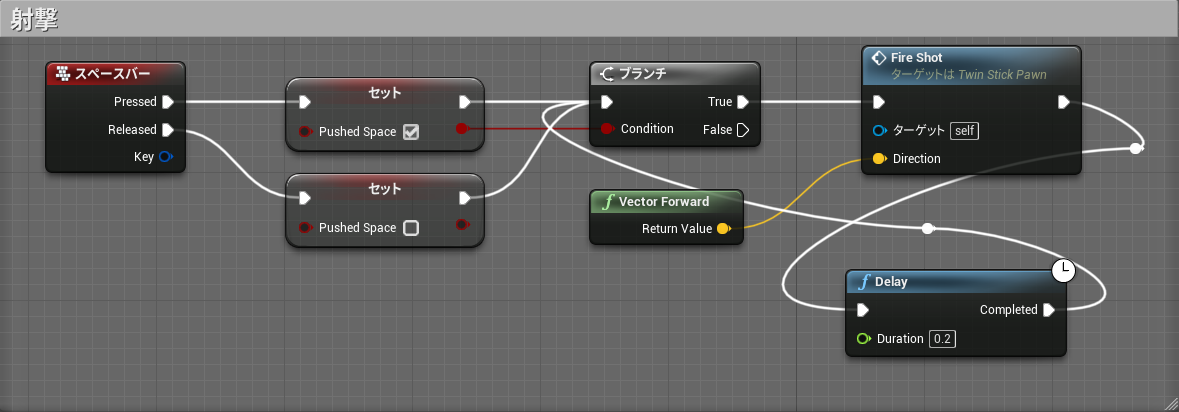 射撃
スペースバー
Pressed
Released
Key
セット
Pushed Space
セット
Pushed Space
ブランチ
True
Condition
False
Vector Forward
Return Value
Fire Shot
ターゲットは Twin Stick Pawn
ターゲット self
Direction
Delay
Completed
Duration 0.2